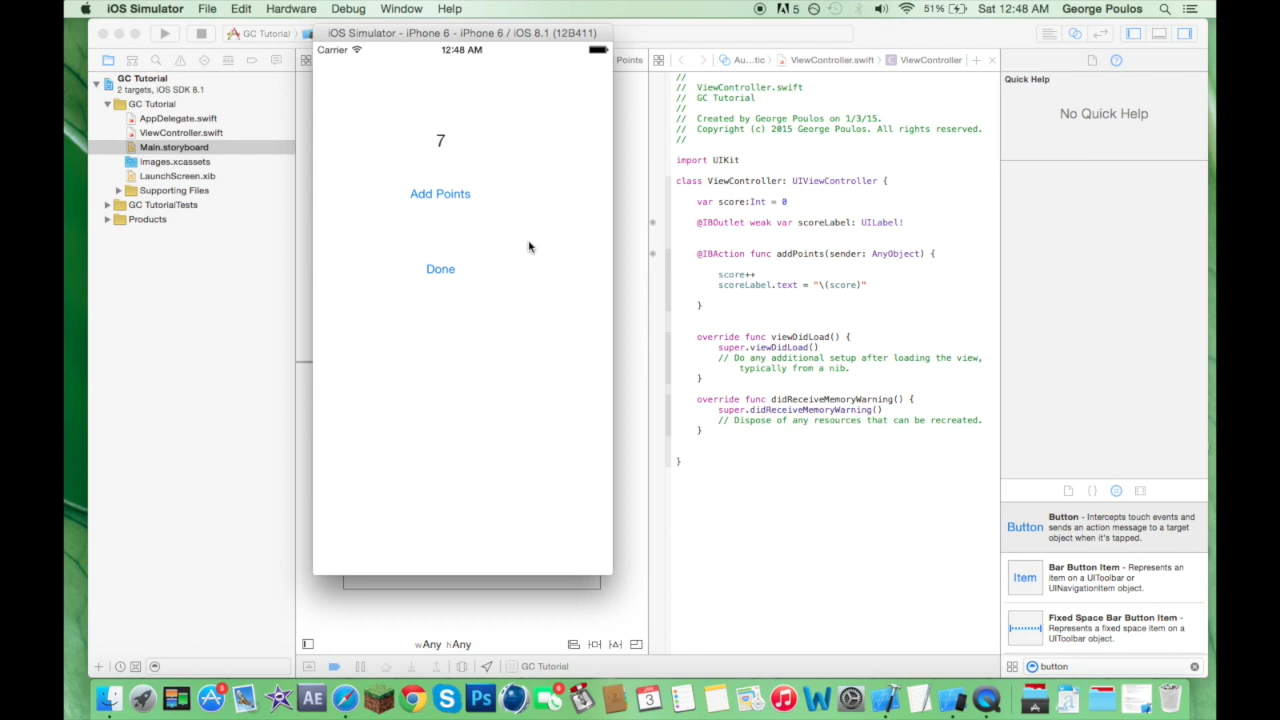 iOS Simulator File Edit Hardware Debug Window Help
5 51% Sat 12:48 AM George Poulos
iOS Simulator - iPhone 6 - iPhone 6 / iOS 8.1 (12B411)
GC Tutorial
Carrier 12:48 AM
Points
Au...tic
ViewController.swift
ViewController
GC Tutorial
2 targets, iOS SDK 8.1
GC Tutorial
AppDelegate.swift
ViewController.swift
Main.storyboard
Images.xcassets
LaunchScreen.xib
Supporting Files
GC TutorialTests
Products
7
Add Points
Done
//
// ViewController.swift
// GC Tutorial
//
// Created by George Poulos on 1/3/15.
// Copyright (c) 2015 George Poulos. All rights reserved.
//
import UIKit
class ViewController: UIViewController {
var score:Int = 0
@IBOutlet weak var scoreLabel: UILabel!
@IBAction func addPoints(sender: AnyObject) {
score++
scoreLabel.text = "\(score)"
}
override func viewDidLoad() {
super.viewDidLoad()
// Do any additional setup after loading the view,
typically from a nib.
}
override func didReceiveMemoryWarning() {
super.didReceiveMemoryWarning()
// Dispose of any resources that can be recreated.
}
}
Quick Help
No Quick Help
Button
Button - Intercepts touch events and
sends an action message to a target
object when it's tapped.
Item
Bar Button Item - Represents an
item on a UIToolbar or
UINavigationItem object.
Fixed Space Bar Button Item -
Represents a fixed space item on a
UIToolbar object.
wAny hAny
GC Tutorial
button
AE
Ps
3